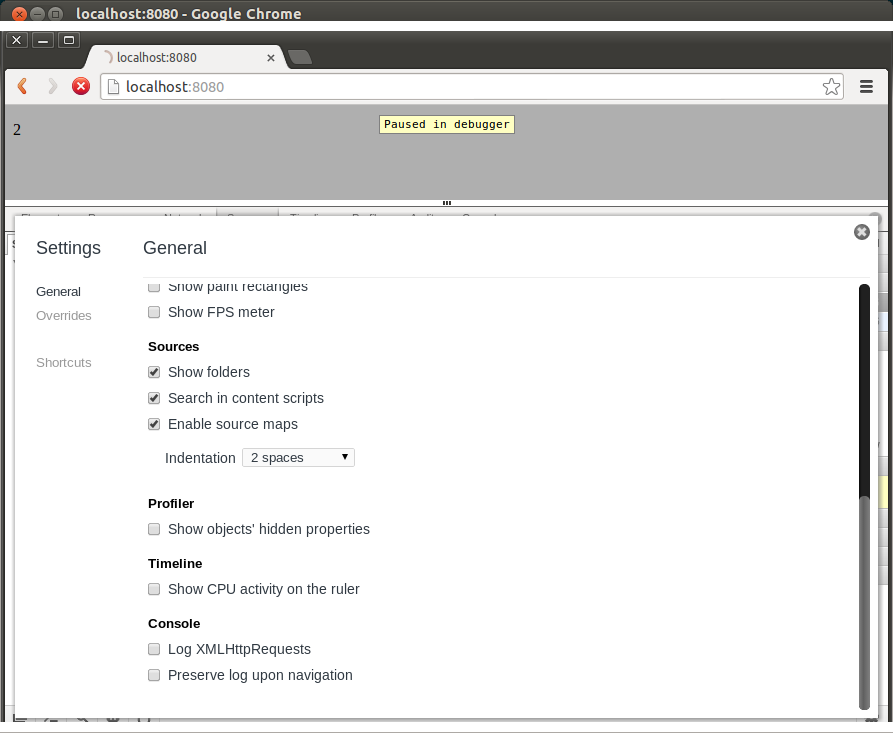 localhost:8080 - Google Chrome
localhost:8080
localhost:8080
2
Paused in debugger
Settings
General
General
Overrides
Shortcuts
Show paint rectangles
Show FPS meter
Sources
Show folders
Search in content scripts
Enable source maps
Indentation 2 spaces
Profiler
Show objects' hidden properties
Timeline
Show CPU activity on the ruler
Console
Log XMLHttpRequests
Preserve log upon navigation